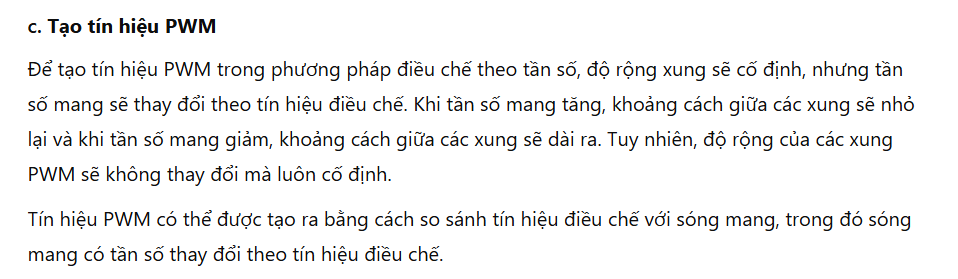 c. Tạo tín hiệu PWM
Để tạo tín hiệu PWM trong phương pháp điều chế theo tần số, độ rộng xung sẽ cố định, nhưng tần
số mang sẽ thay đổi theo tín hiệu điều chế. Khi tần số mang tăng, khoảng cách giữa các xung sẽ nhỏ
lại và khi tần số mang giảm, khoảng cách giữa các xung sẽ dài ra. Tuy nhiên, độ rộng của các xung
PWM sẽ không thay đổi mà luôn cố định.
Tín hiệu PWM có thể được tạo ra bằng cách so sánh tín hiệu điều chế với sóng mang, trong đó sóng
mang có tần số thay đổi theo tín hiệu điều chế.